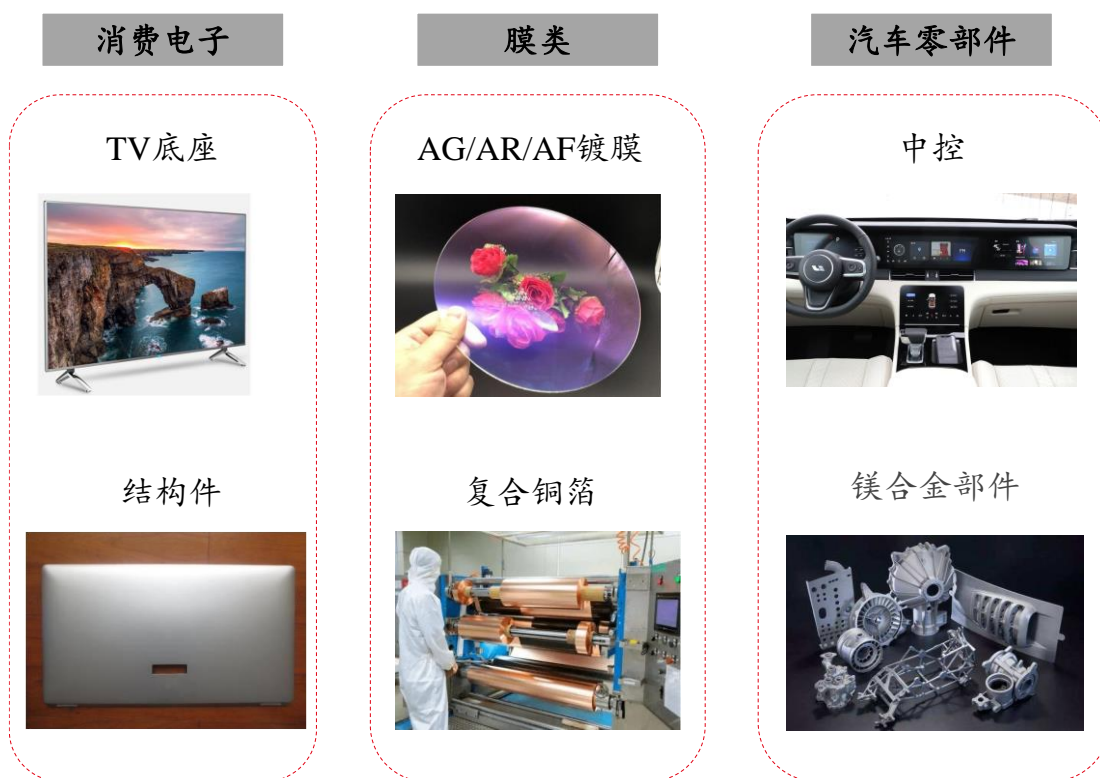 消费电子
膜类
汽车零部件
TV底座
AG/AR/AF镀膜
中控
结构件
复合铜箔
镁合金部件